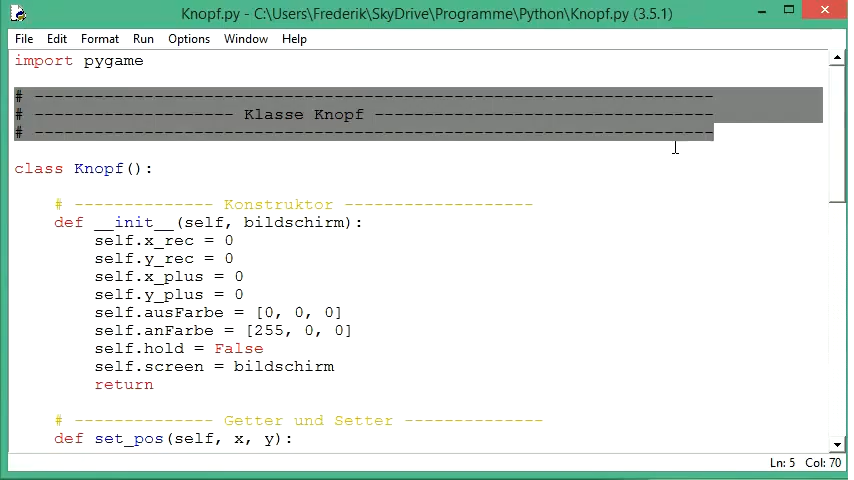 Knopf.py - C:\Users\Frederik\SkyDrive\Programme\Python\Knopf.py (3.5.1)
File Edit Format Run Options Window Help
import pygame
# --------------------------------------------------------------------
# -------------------- Klasse Knopf ----------------------------------
# --------------------------------------------------------------------
class Knopf():
# -------------- Konstruktor -------------------
def __init__(self, bildschirm):
self.x_rec = 0
self.y_rec = 0
self.x_plus = 0
self.y_plus = 0
self.ausFarbe = [0, 0, 0]
self.anFarbe = [255, 0, 0]
self.hold = False
self.screen = bildschirm
return
# -------------- Getter und Setter --------------
def set_pos(self, x, y):
Ln: 5 Col: 70